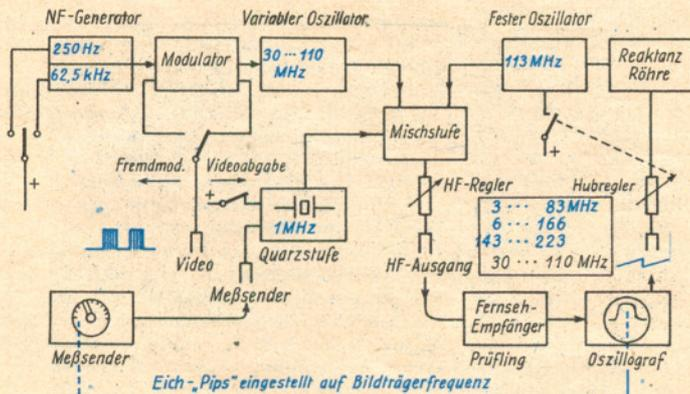 NF-Generator
Variabler Oszillator
Fester Oszillator
250 Hz
62,5 kHz
Modulator
30 ··· 110
MHz
113 MHz
Reaktanz
Röhre
Mischstufe
+
Fremdmod.
Videoabgabe
+
+
1 MHz
Quarzstufe
HF-Regler
Hubregler
3 ··· 83 MHz
6 ··· 166
143 ··· 223
30 ··· 110 MHz
Video
HF-Ausgang
Meßsender
Fernseh-
Empfänger
Meßsender
Prüfling
Oszillograf
Eich-„Pips" eingestellt auf Bildträgerfrequenz